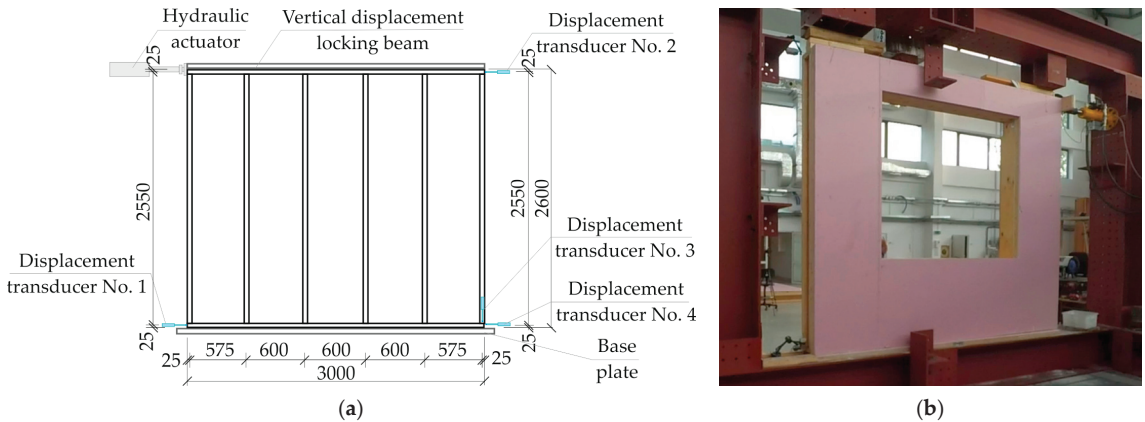 Hydraulic
actuator
Vertical displacement
locking beam
Displacement
transducer No. 2
25
25
2550
2550
2600
Displacement
transducer No. 3
Displacement
transducer No. 1
Displacement
transducer No. 4
25
25
575 600 600 600 575
25 25
3000
Base
plate
(a)
(b)